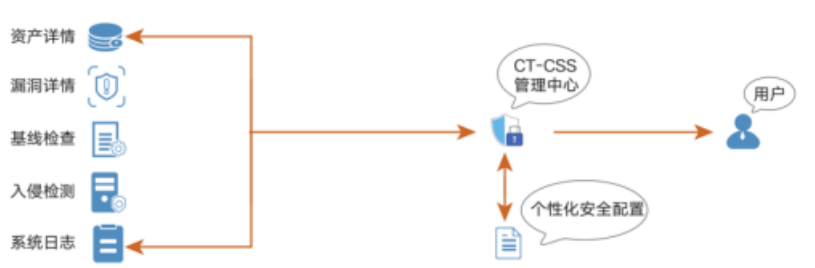 资产详情
漏洞详情
基线检查
入侵检测
系统日志
CT-CSS
管理中心
个性化安全配置
用户